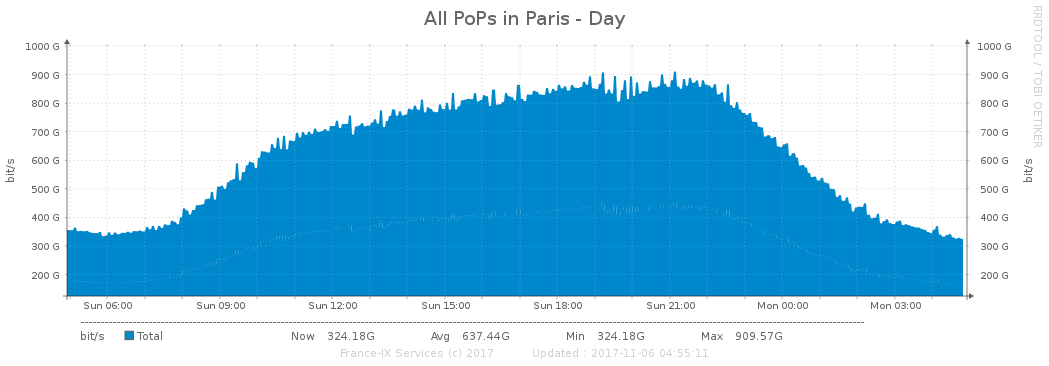 All PoPs in Paris - Day
RRDTOOL / TOBI OETIKER
1000 G 1000 G
900 G 900 G
800 G 800 G
700 G 700 G
600 G 600 G
500 G 500 G
400 G 400 G
300 G 300 G
200 G 200 G
bit/s bit/s
Sun 06:00 Sun 09:00 Sun 12:00 Sun 15:00 Sun 18:00 Sun 21:00 Mon 00:00 Mon 03:00
bit/s Total Now 324.18G Avg 637.44G Min 324.18G Max 909.57G
France-IX Services (c) 2017 Updated : 2017-11-06 04:55:11